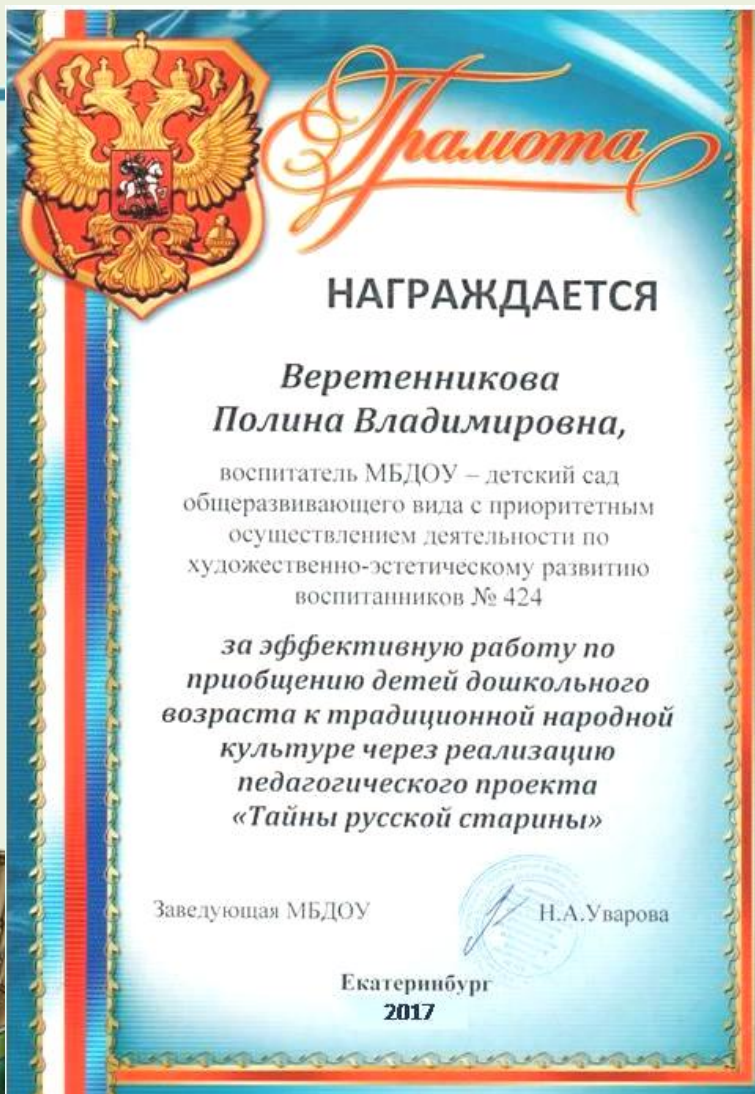 Грамота
НАГРАЖДАЕТСЯ
Веретенникова
Полина Владимировна,
воспитатель МБДОУ – детский сад
общеразвивающего вида с приоритетным
осуществлением деятельности по
художественно-эстетическому развитию
воспитанников № 424
за эффективную работу по
приобщению детей дошкольного
возраста к традиционной народной
культуре через реализацию
педагогического проекта
«Тайны русской старины»
Заведующая МБДОУ Н.А.Уварова
Екатеринбург
2017